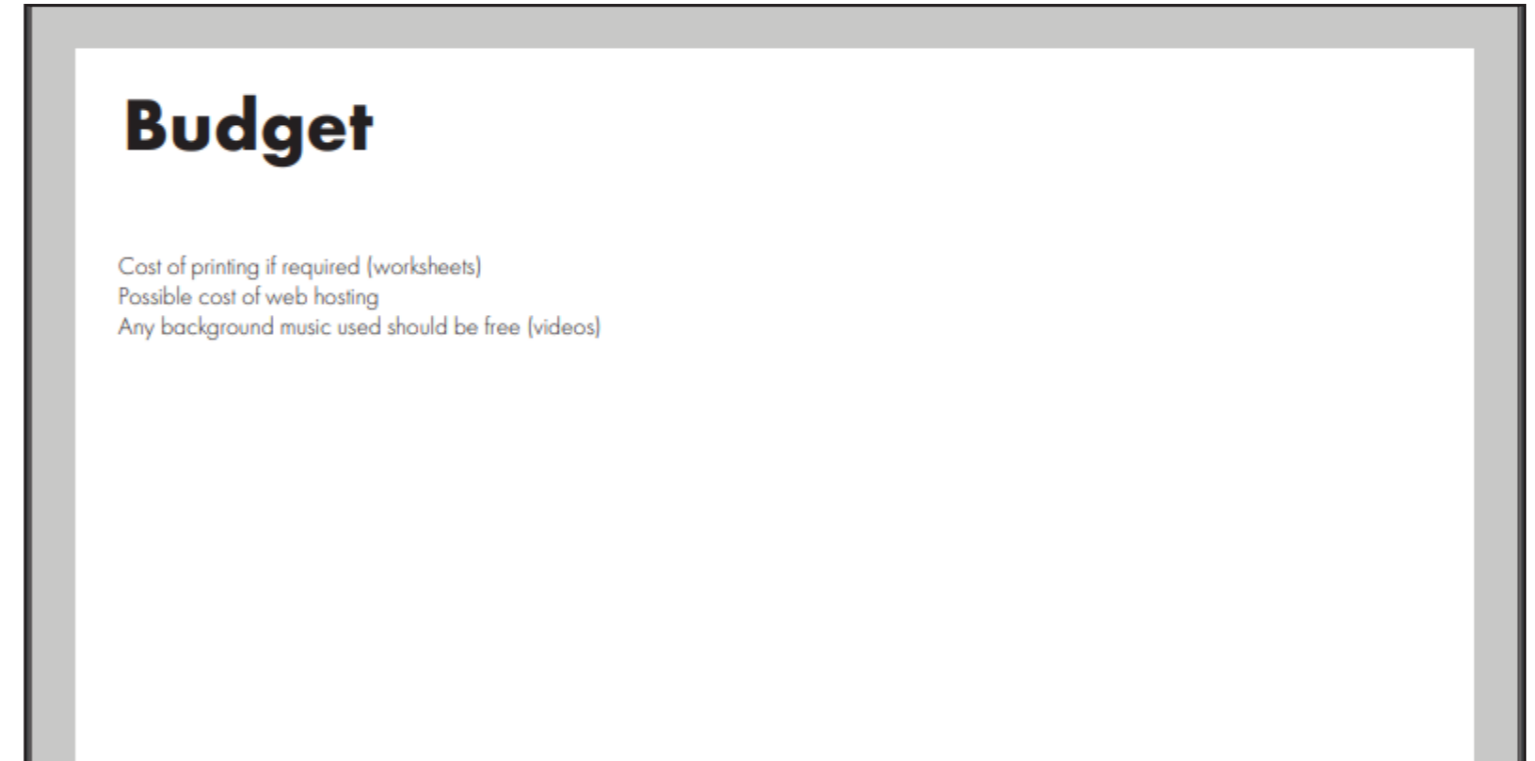 Budget
Cost of printing if required (worksheets)
Possible cost of web hosting
Any background music used should be free (videos)